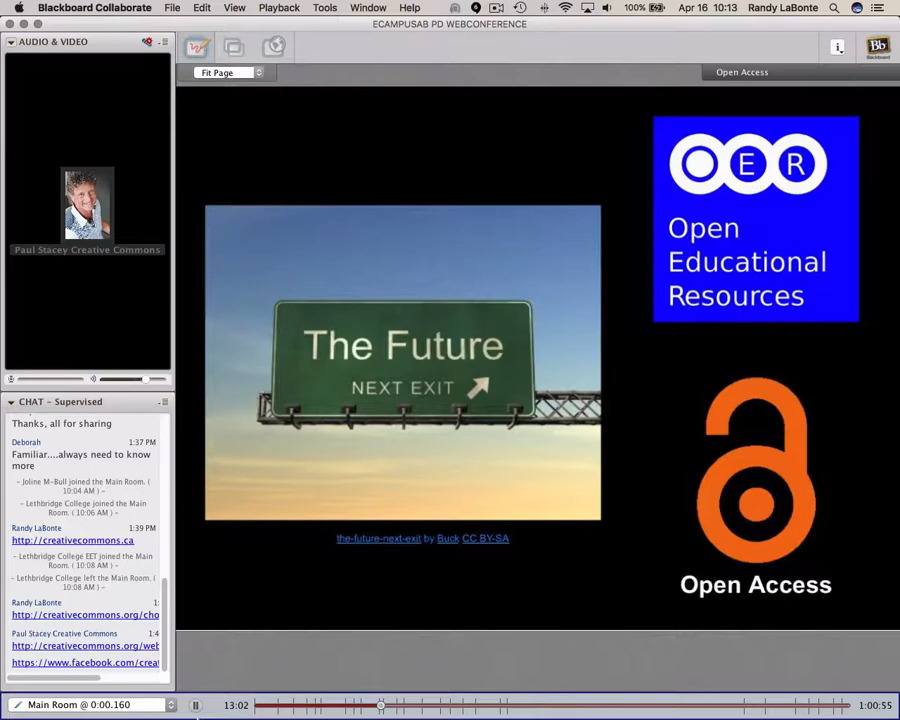 Blackboard Collaborate File Edit View Playback Tools Window Help 100% Apr 16 10:13 Randy LaBonte
ECAMPUSAB PD WEBCONFERENCE
AUDIO & VIDEO
Fit Page
i
Bb
Blackboard
Open Access
Paul Stacey Creative Commons
OER
Open
Educational
Resources
The Future
NEXT EXIT
the-future-next-exit by Buck CC BY-SA
Open Access
CHAT - Supervised
Thanks, all for sharing
Deborah 1:37 PM
Familiar....always need to know
more
- Joline M-Bull joined the Main Room. (
10:04 AM ) -
- Lethbridge College joined the Main
Room. ( 10:06 AM ) -
Randy LaBonte 1:39 PM
http://creativecommons.ca
- Lethbridge College EET joined the Main
Room. ( 10:08 AM ) -
- Lethbridge College left the Main Room. (
10:08 AM ) -
Randy LaBonte 1:
http://creativecommons.org/cho
Paul Stacey Creative Commons 1:4
http://creativecommons.org/web
https://www.facebook.com/creat
Main Room @ 0:00.160
13:02
1:00:55